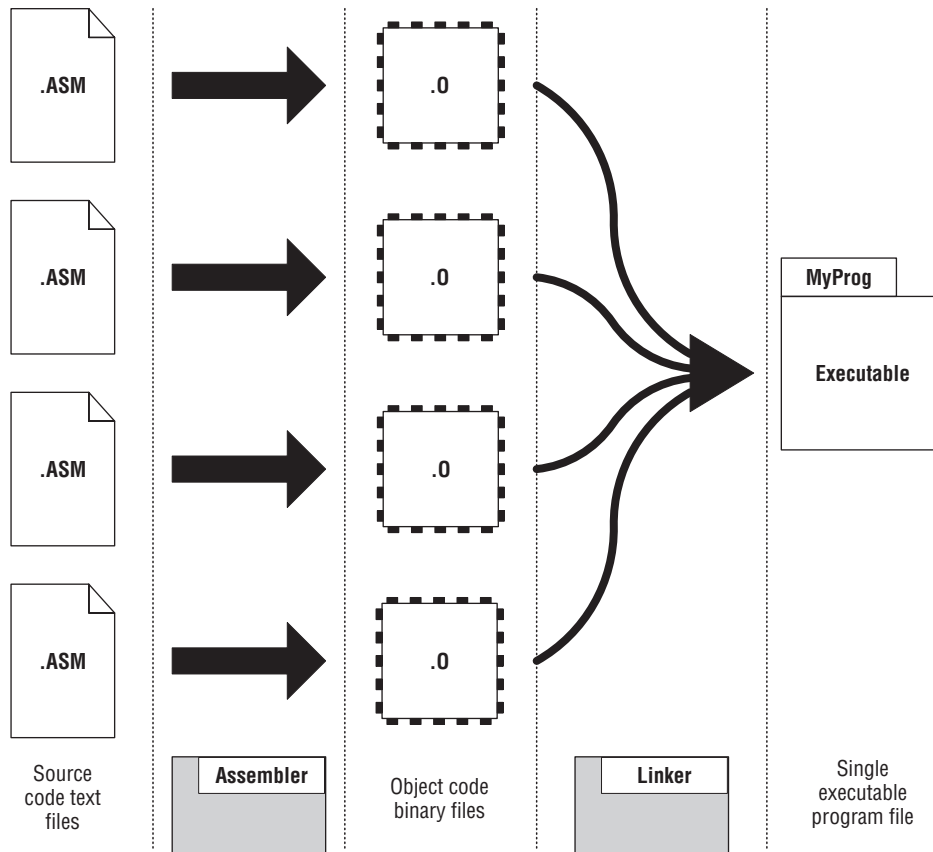 .ASM
.O
.ASM
.O
MyProg
Executable
.ASM
.O
.ASM
.O
Source
code text
files
Assembler
Object code
binary files
Linker
Single
executable
program file